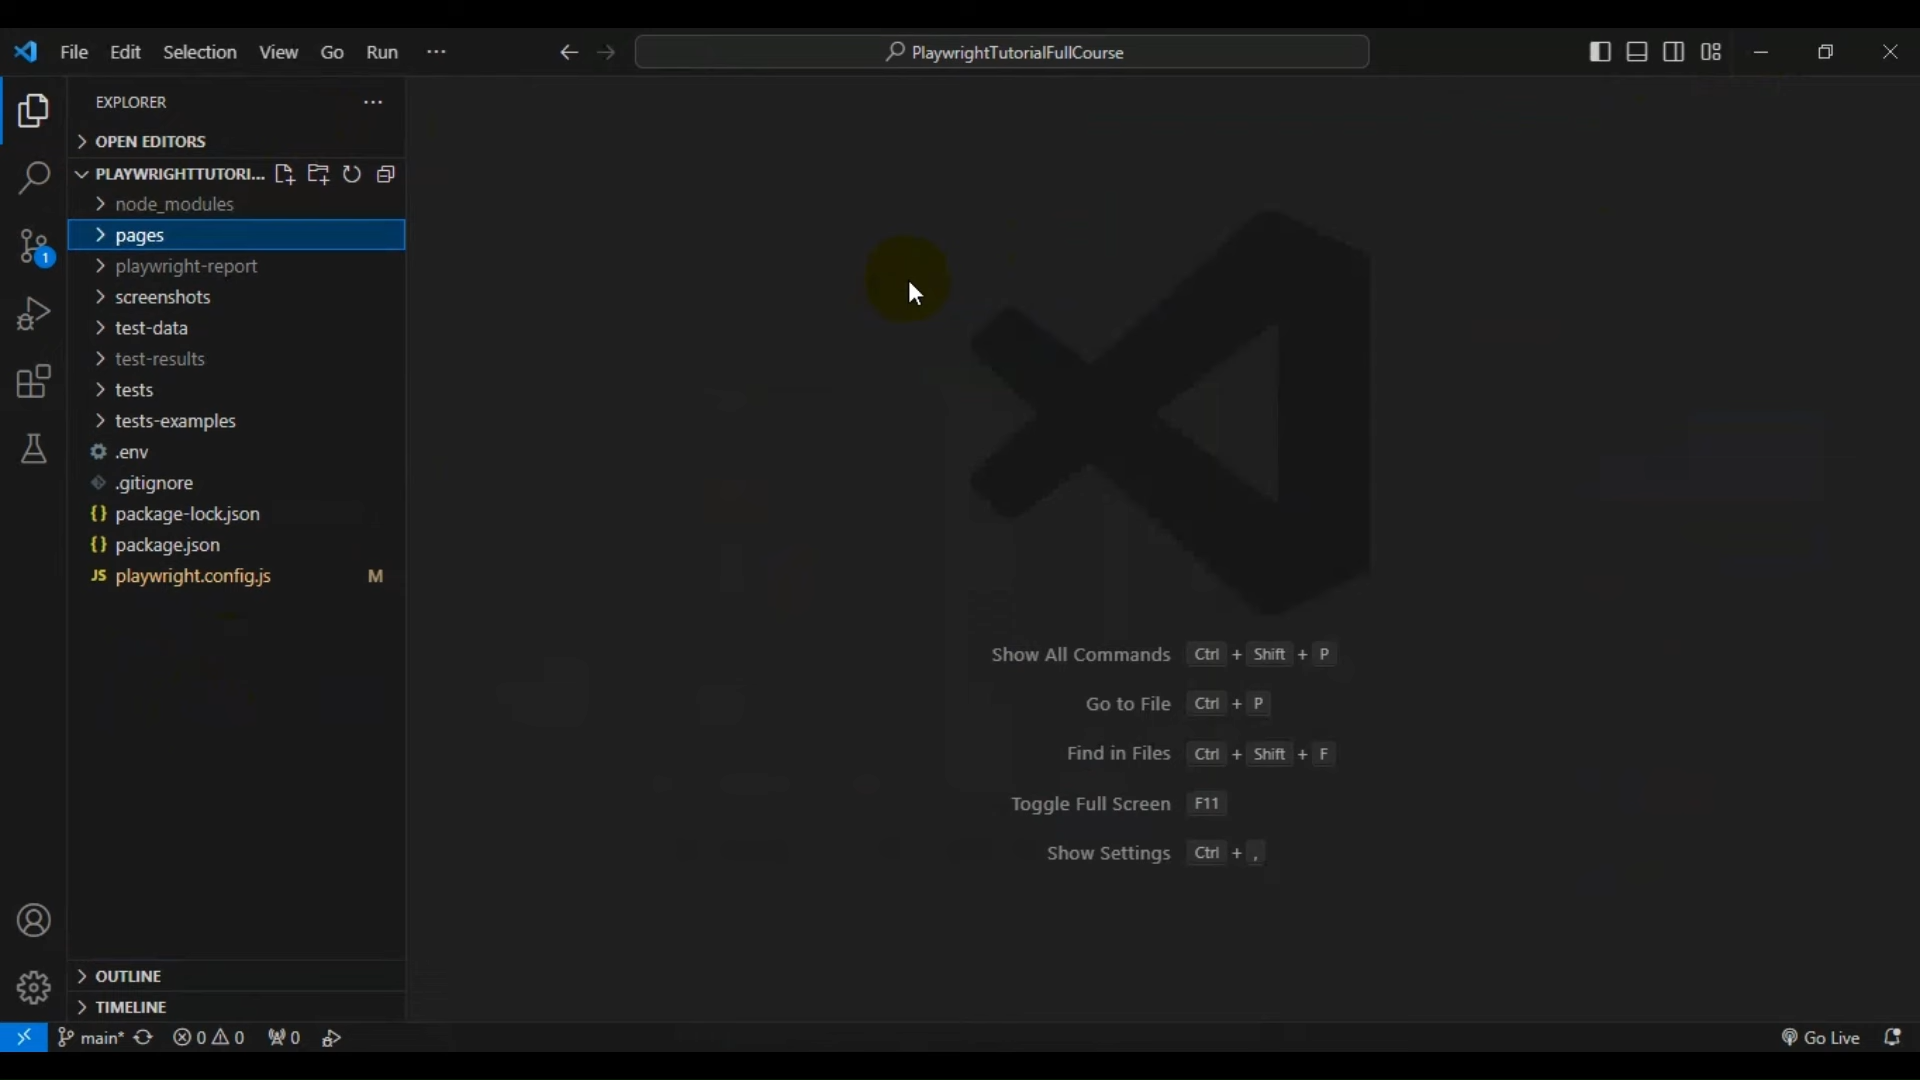 File Edit Selection View Go Run ···
PlaywrightTutorialFullCourse
EXPLORER
OPEN EDITORS
PLAYWRIGHTTUTORI...
node_modules
pages
playwright-report
screenshots
test-data
test-results
tests
tests-examples
.env
.gitignore
{} package-lock.json
{} package.json
JS playwright.config.js M
1
Show All Commands Ctrl + Shift + P
Go to File Ctrl + P
Find in Files Ctrl + Shift + F
Toggle Full Screen F11
Show Settings Ctrl + ,
OUTLINE
TIMELINE
main* 0 0 0 Go Live